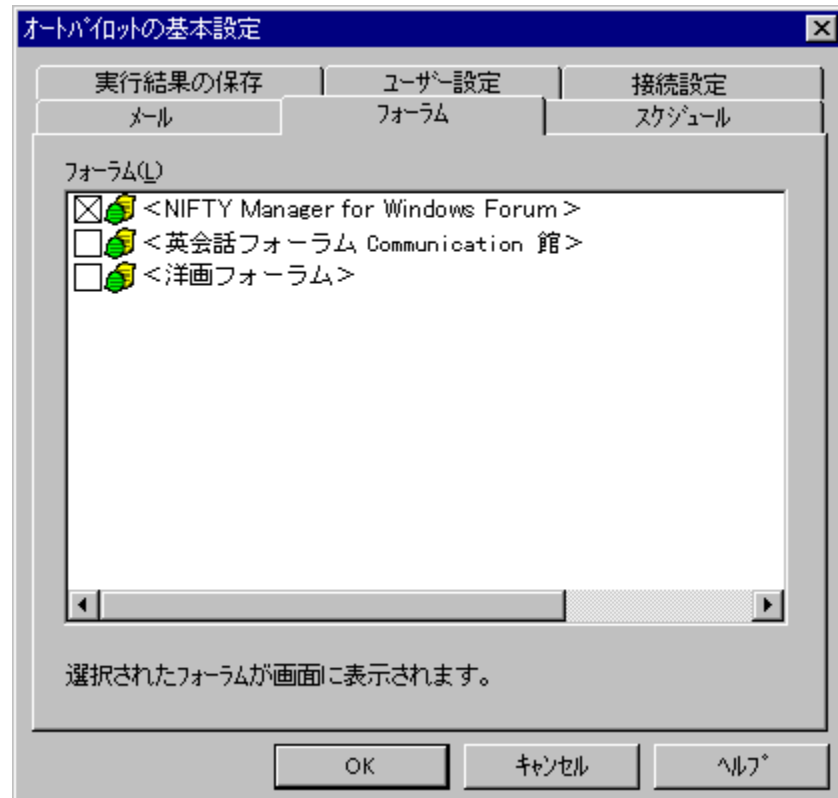 ｵｰﾄﾊﾟｲﾛｯﾄの基本設定
実行結果の保存 ﾕｰｻﾞｰ設定 接続設定
ﾒｰﾙ ﾌｫｰﾗﾑ ｽｹｼﾞｭｰﾙ
ﾌｫｰﾗﾑ(L)
＜NIFTY Manager for Windows Forum＞
＜英会話フォーラム Communication 館＞
＜洋画フォーラム＞
選択されたﾌｫｰﾗﾑが画面に表示されます。
OK ｷｬﾝｾﾙ ﾍﾙﾌﾟ